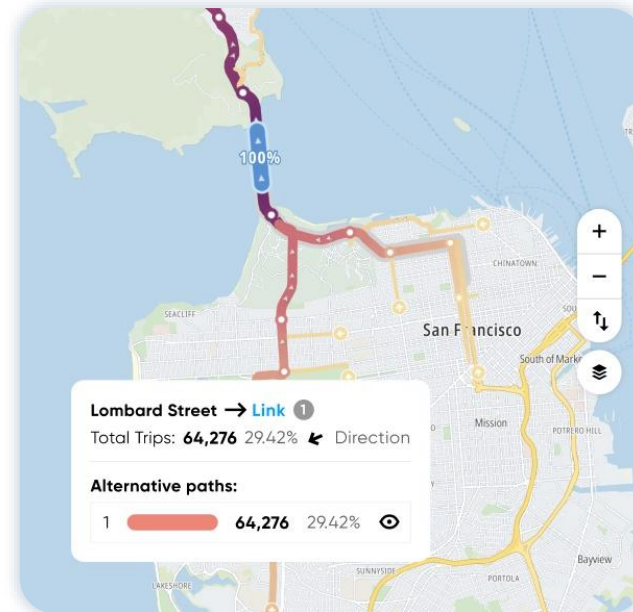 100%
CHINATOWN
SEACLIFF
San Francisco
South of Marke
Mission
POTRERO HILL
Lombard Street → Link 1
Total Trips: 64,276 29.42% Direction
Alternative paths:
1 64,276 29.42%
Bayview
SUNNYSIDE
PORTOLA
LAKESHORE